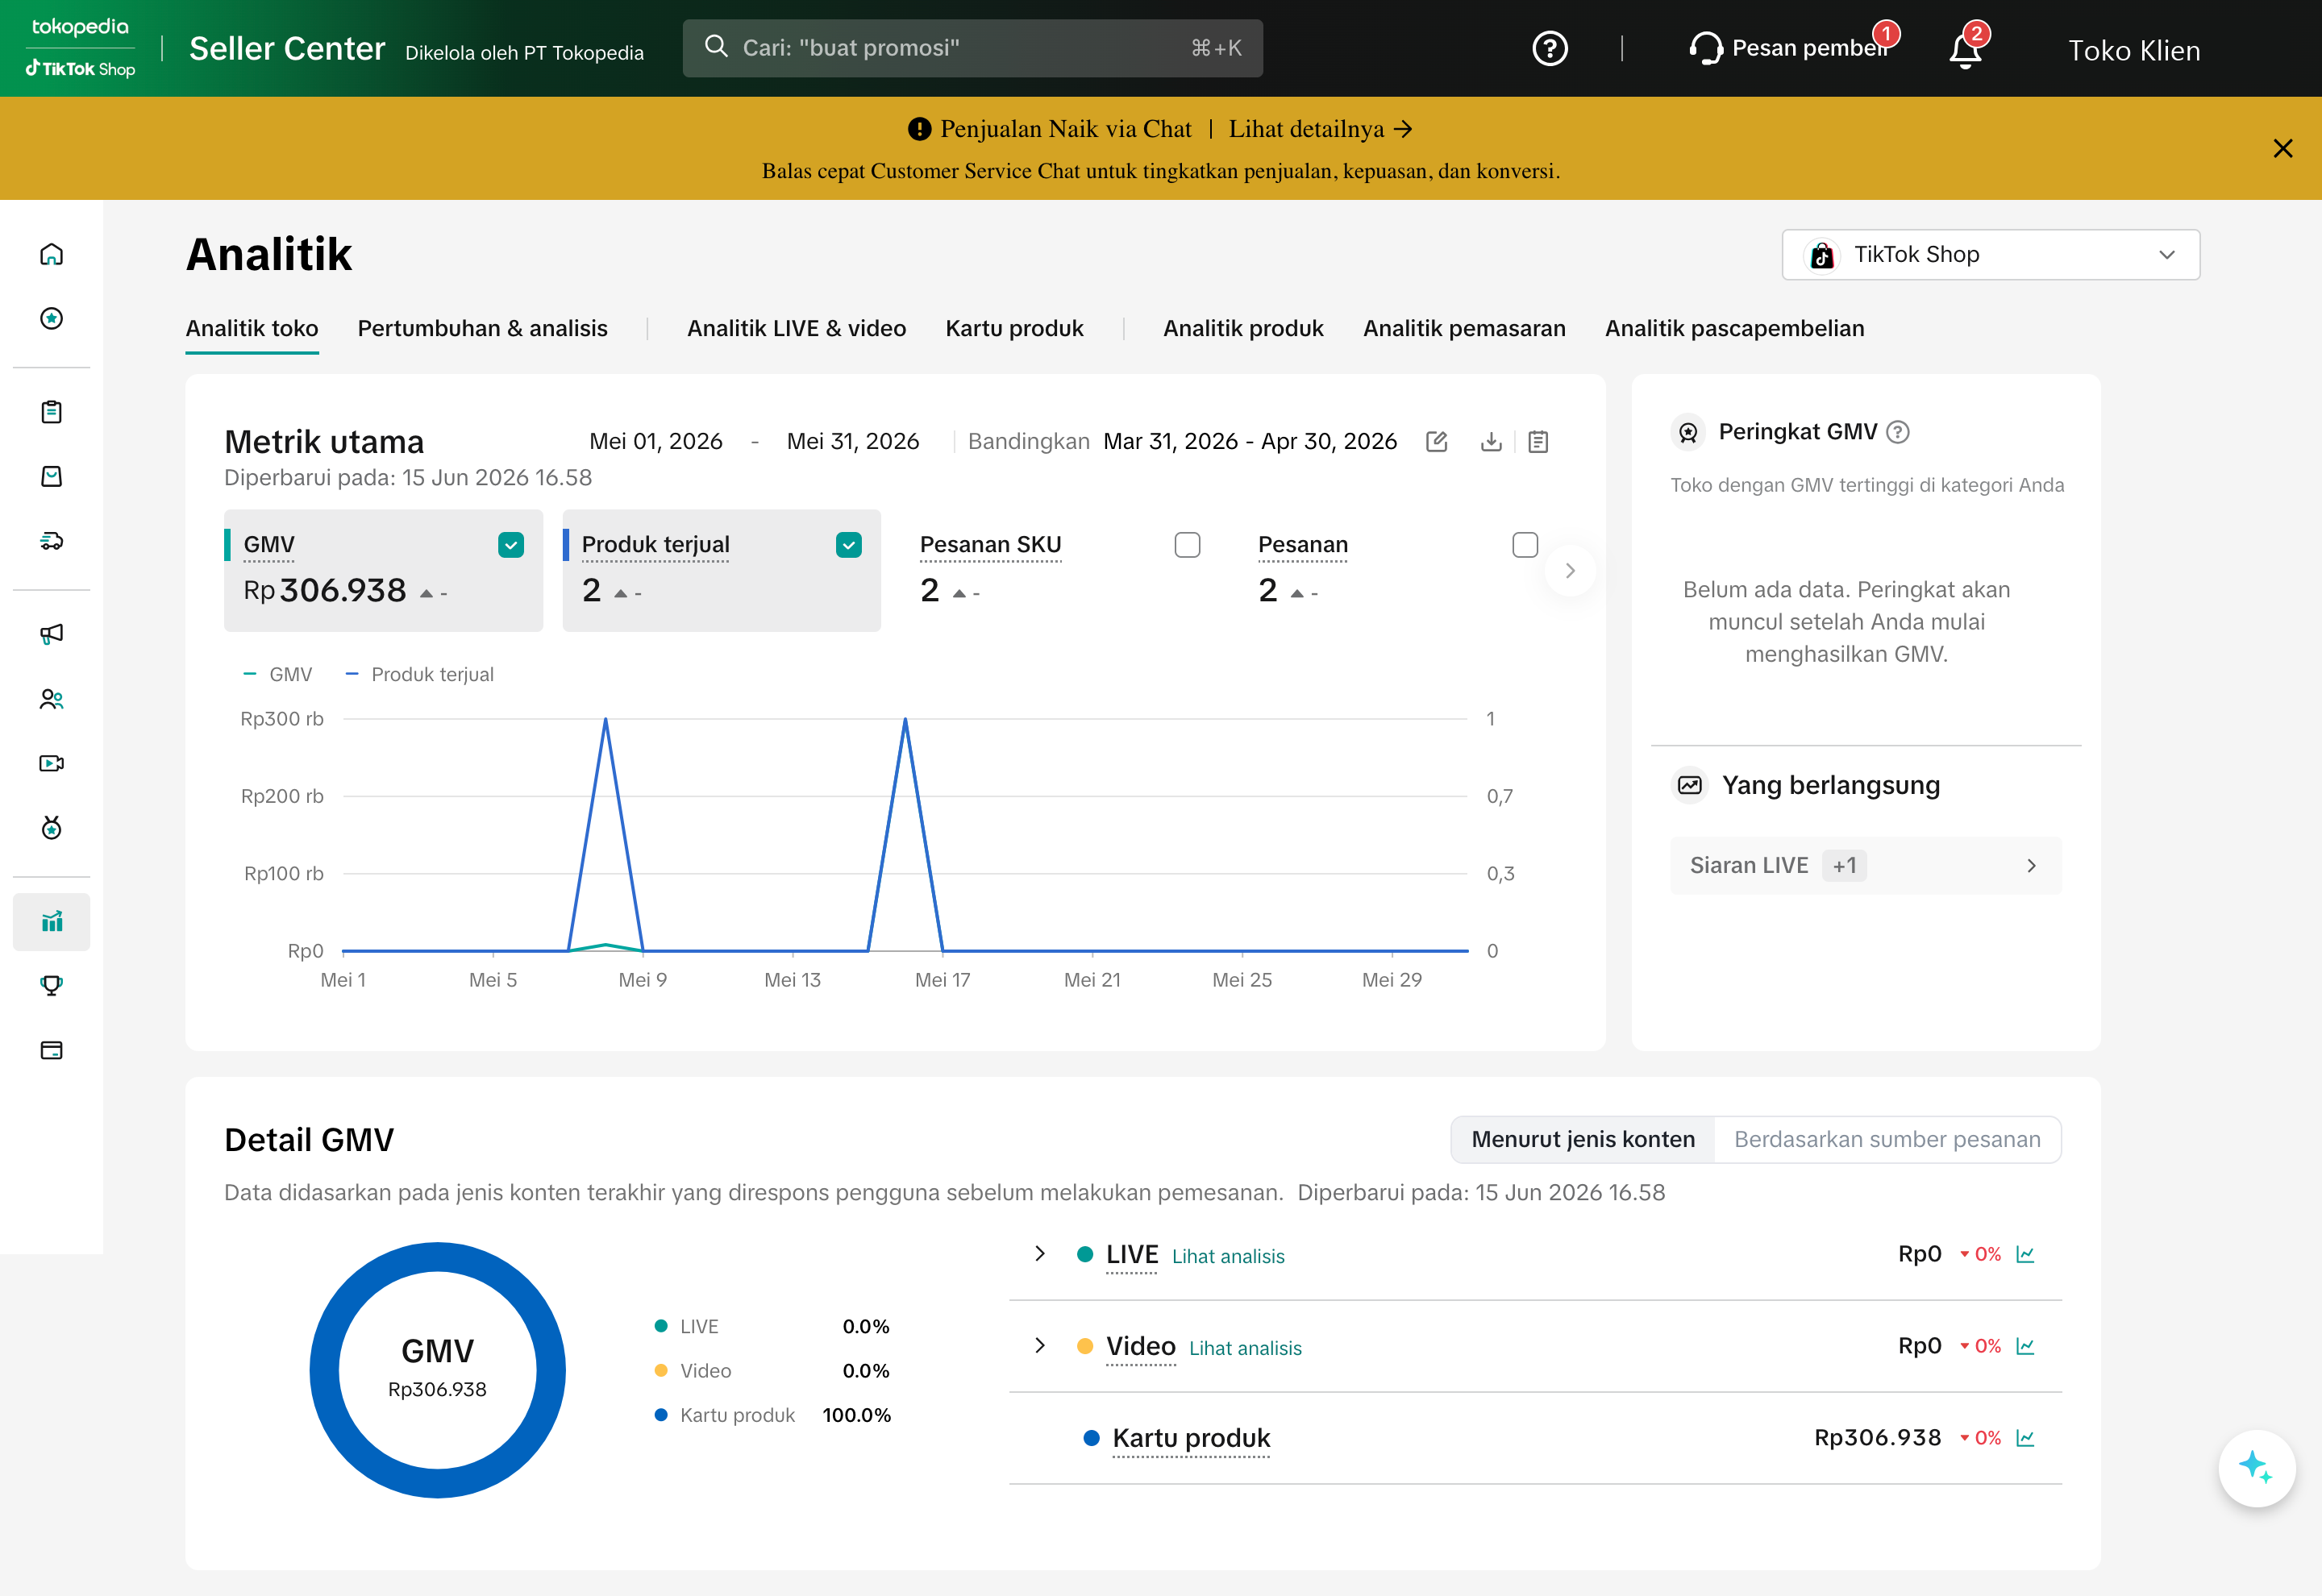 tokopedia
TikTok Shop
Seller Center Dikelola oleh PT Tokopedia
Cari: "buat promosi" ⌘+K
Pesan pembeli 1
2
Toko Klien
Penjualan Naik via Chat | Lihat detailnya →
Balas cepat Customer Service Chat untuk tingkatkan penjualan, kepuasan, dan konversi.
Analitik
TikTok Shop
Analitik toko Pertumbuhan & analisis Analitik LIVE & video Kartu produk Analitik produk Analitik pemasaran Analitik pascapembelian
Metrik utama
Mei 01, 2026 - Mei 31, 2026 Bandingkan Mar 31, 2026 - Apr 30, 2026
Diperbarui pada: 15 Jun 2026 16.58
GMV
Rp306.938 -
Produk terjual
2 -
Pesanan SKU
2 -
Pesanan
2 -
GMV Produk terjual
Rp300 rb 1
Rp200 rb 0,7
Rp100 rb 0,3
Rp0 0
Mei 1 Mei 5 Mei 9 Mei 13 Mei 17 Mei 21 Mei 25 Mei 29
Peringkat GMV
Toko dengan GMV tertinggi di kategori Anda
Belum ada data. Peringkat akan
muncul setelah Anda mulai
menghasilkan GMV.
Yang berlangsung
Siaran LIVE +1
Detail GMV
Menurut jenis konten Berdasarkan sumber pesanan
Data didasarkan pada jenis konten terakhir yang direspons pengguna sebelum melakukan pemesanan. Diperbarui pada: 15 Jun 2026 16.58
GMV
Rp306.938
LIVE 0.0%
Video 0.0%
Kartu produk 100.0%
LIVE Lihat analisis Rp0 0%
Video Lihat analisis Rp0 0%
Kartu produk Rp306.938 0%